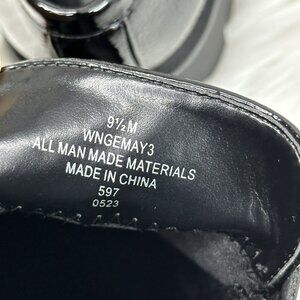 9½M
WNGEMAY3
ALL MAN MADE MATERIALS
MADE IN CHINA
597
0523